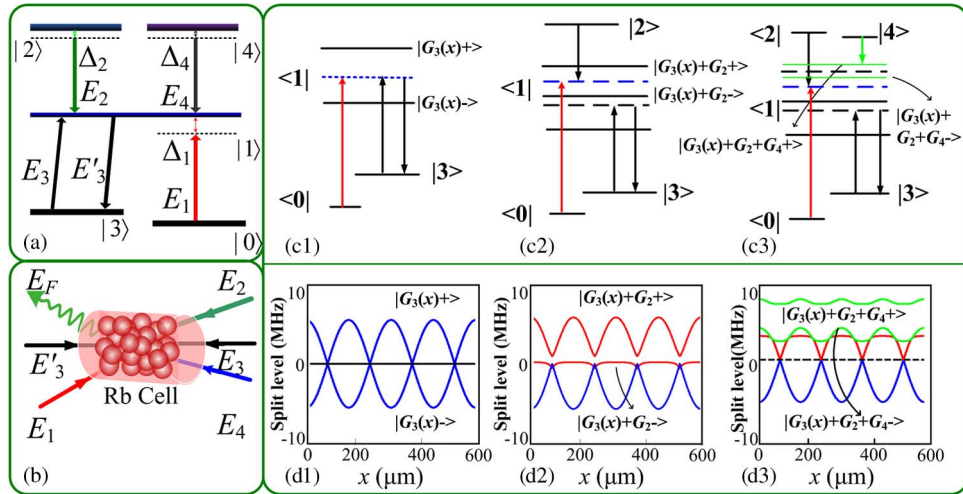 |2⟩ Δ₂ E₂ Δ₄ E₄ |4⟩
E₃ E'₃ Δ₁ E₁ |1⟩
(a) |3⟩ |0⟩
E_F E₂
E'₃ E₃
Rb Cell
E₁ E₄
(b)
|G₃(x)+>
<1|
|G₃(x)->
|3>
<0|
(c1)
|2>
|G₃(x)+G₂+>
<1|
|G₃(x)+G₂->
|3>
<0|
(c2)
<2| |4>
<1|
|G₃(x)+
G₂+G₄->
|G₃(x)+G₂+G₄+>
|3>
<0|
(c3)
10
|G₃(x)+>
Split level (MHz)
0
|G₃(x)->
-10
0 200 400 600
(d1) x (μm)
10
|G₃(x)+G₂+>
Split level (MHz)
0
|G₃(x)+G₂->
-10
0 200 400 600
(d2) x (μm)
10
|G₃(x)+G₂+G₄+>
Split level(MHz)
0
|G₃(x)+G₂+G₄->
-10
0 200 400 600
(d3) x (μm)